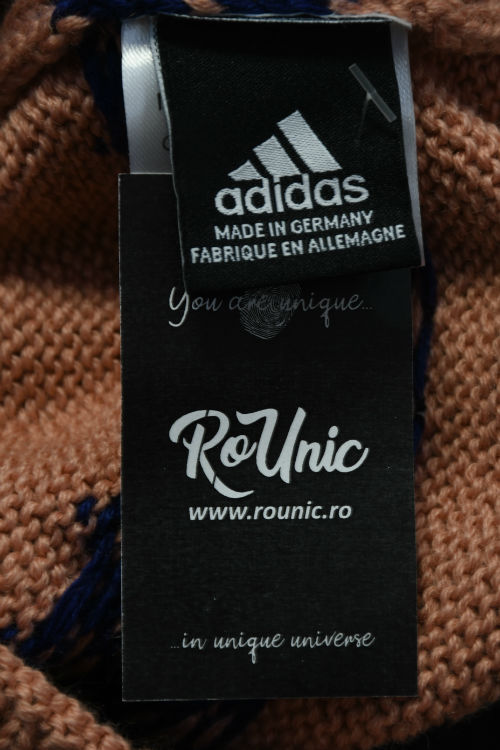 adidas
MADE IN GERMANY
FABRIQUE EN ALLEMAGNE
You are unique...
RoUnic
www.rounic.ro
...in unique universe